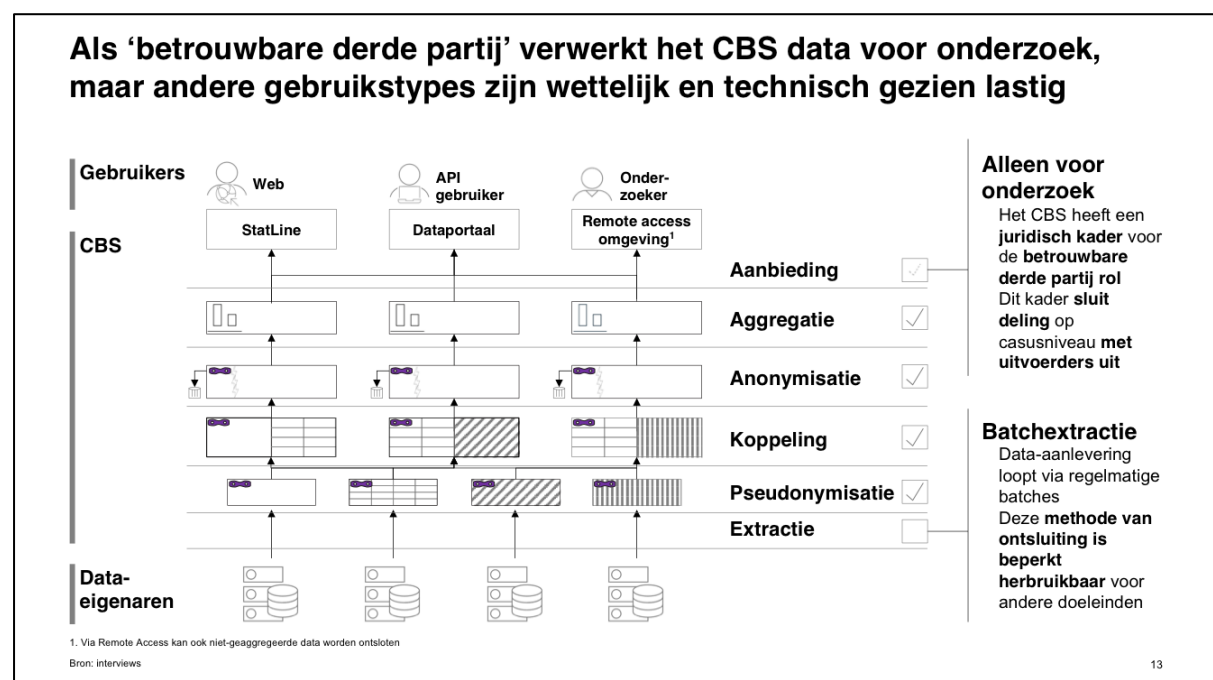 Als ‘betrouwbare derde partij’ verwerkt het CBS data voor onderzoek,
maar andere gebruikstypes zijn wettelijk en technisch gezien lastig
Gebruikers
Web
API
gebruiker
Onder-
zoeker
CBS
StatLine
Dataportaal
Remote access
omgeving1
Aanbieding
Aggregatie
Anonymisatie
Koppeling
Pseudonymisatie
Extractie
Data-
eigenaren
Alleen voor
onderzoek
Het CBS heeft een
juridisch kader voor
de betrouwbare
derde partij rol
Dit kader sluit
deling op
casusniveau met
uitvoerders uit
Batchextractie
Data-aanlevering
loopt via regelmatige
batches
Deze methode van
ontsluiting is
beperkt
herbruikbaar voor
andere doeleinden
1. Via Remote Access kan ook niet-geaggregeerde data worden ontsloten
Bron: interviews
13